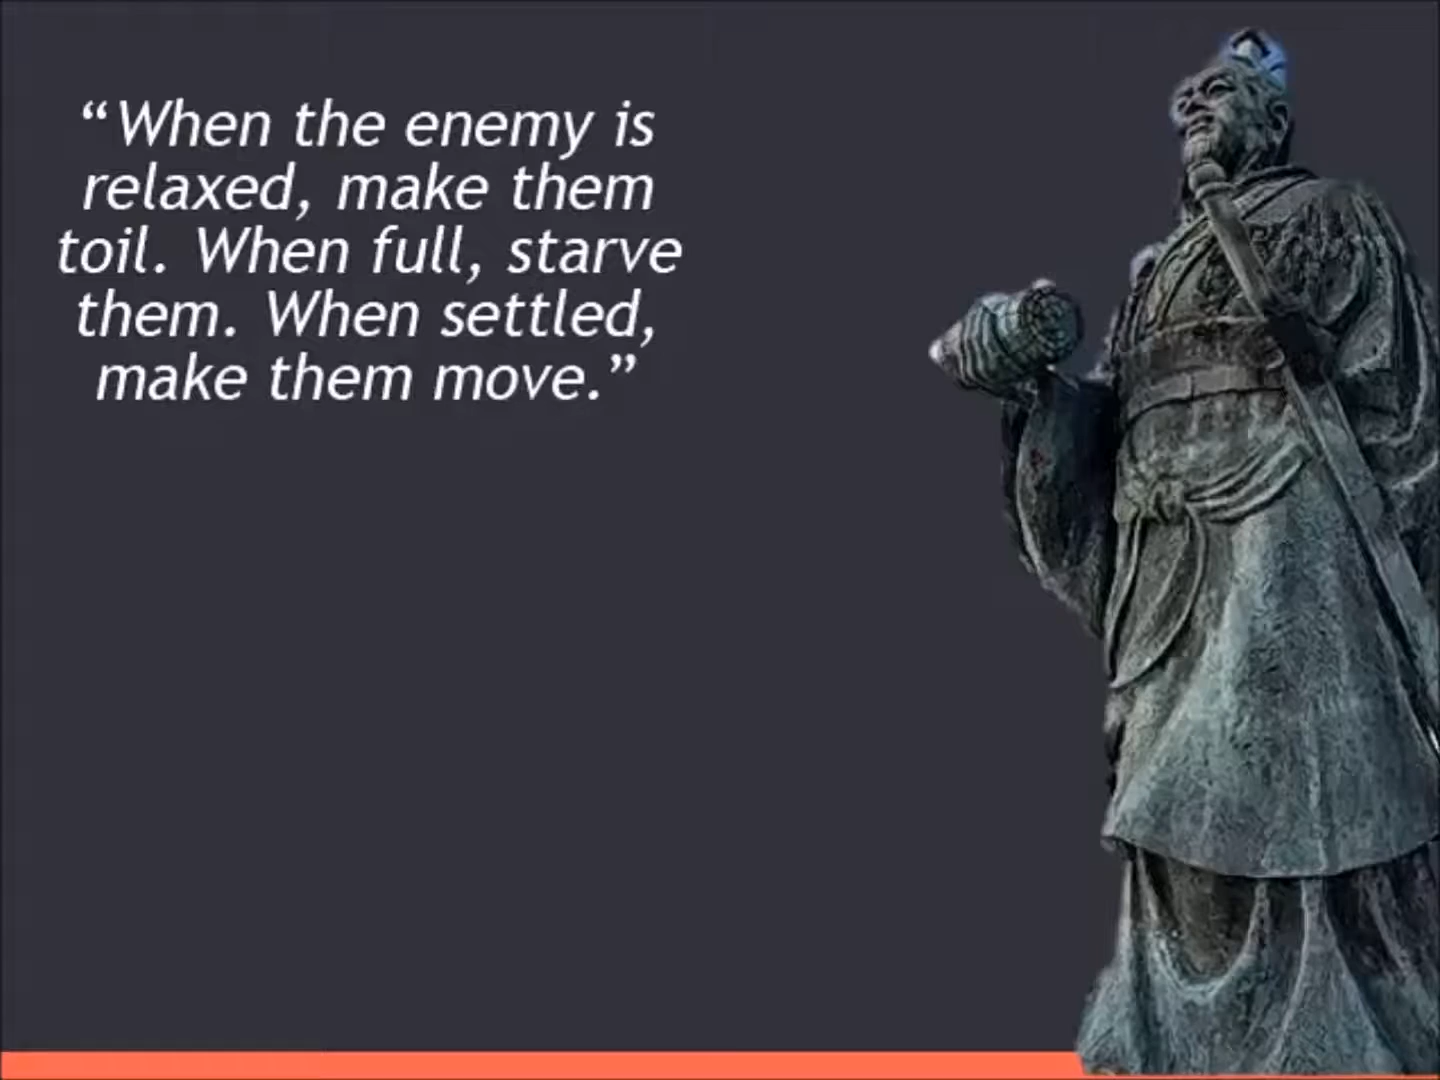 “When the enemy is
relaxed, make them
toil. When full, starve
them. When settled,
make them move.”